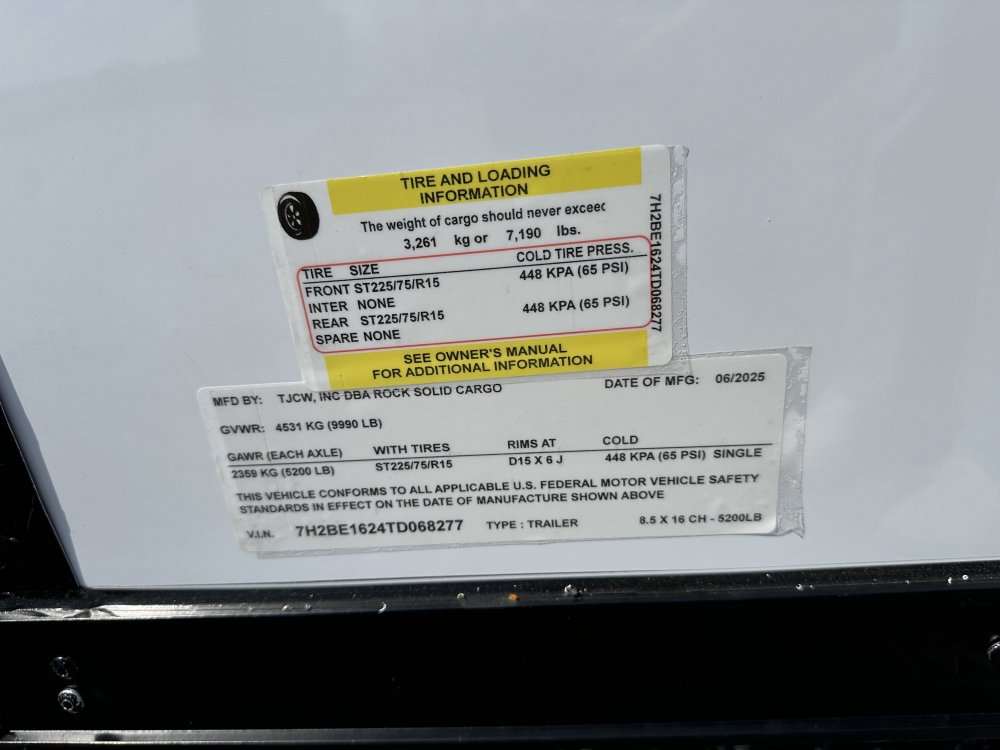 TIRE AND LOADING
INFORMATION
The weight of cargo should never exceed
3,261 kg or 7,190 lbs.
TIRE SIZE COLD TIRE PRESS.
FRONT ST225/75/R15 448 KPA (65 PSI)
INTER NONE
REAR ST225/75/R15 448 KPA (65 PSI)
SPARE NONE
SEE OWNER'S MANUAL
FOR ADDITIONAL INFORMATION
7H2BE1624TD068277
MFD BY: TJCW, INC DBA ROCK SOLID CARGO DATE OF MFG: 06/2025
GVWR: 4531 KG (9990 LB)
GAWR (EACH AXLE) WITH TIRES RIMS AT COLD
2359 KG (5200 LB) ST225/75/R15 D15 X 6 J 448 KPA (65 PSI) SINGLE
THIS VEHICLE CONFORMS TO ALL APPLICABLE U.S. FEDERAL MOTOR VEHICLE SAFETY
STANDARDS IN EFFECT ON THE DATE OF MANUFACTURE SHOWN ABOVE
V.I.N. 7H2BE1624TD068277 TYPE : TRAILER 8.5 X 16 CH - 5200LB